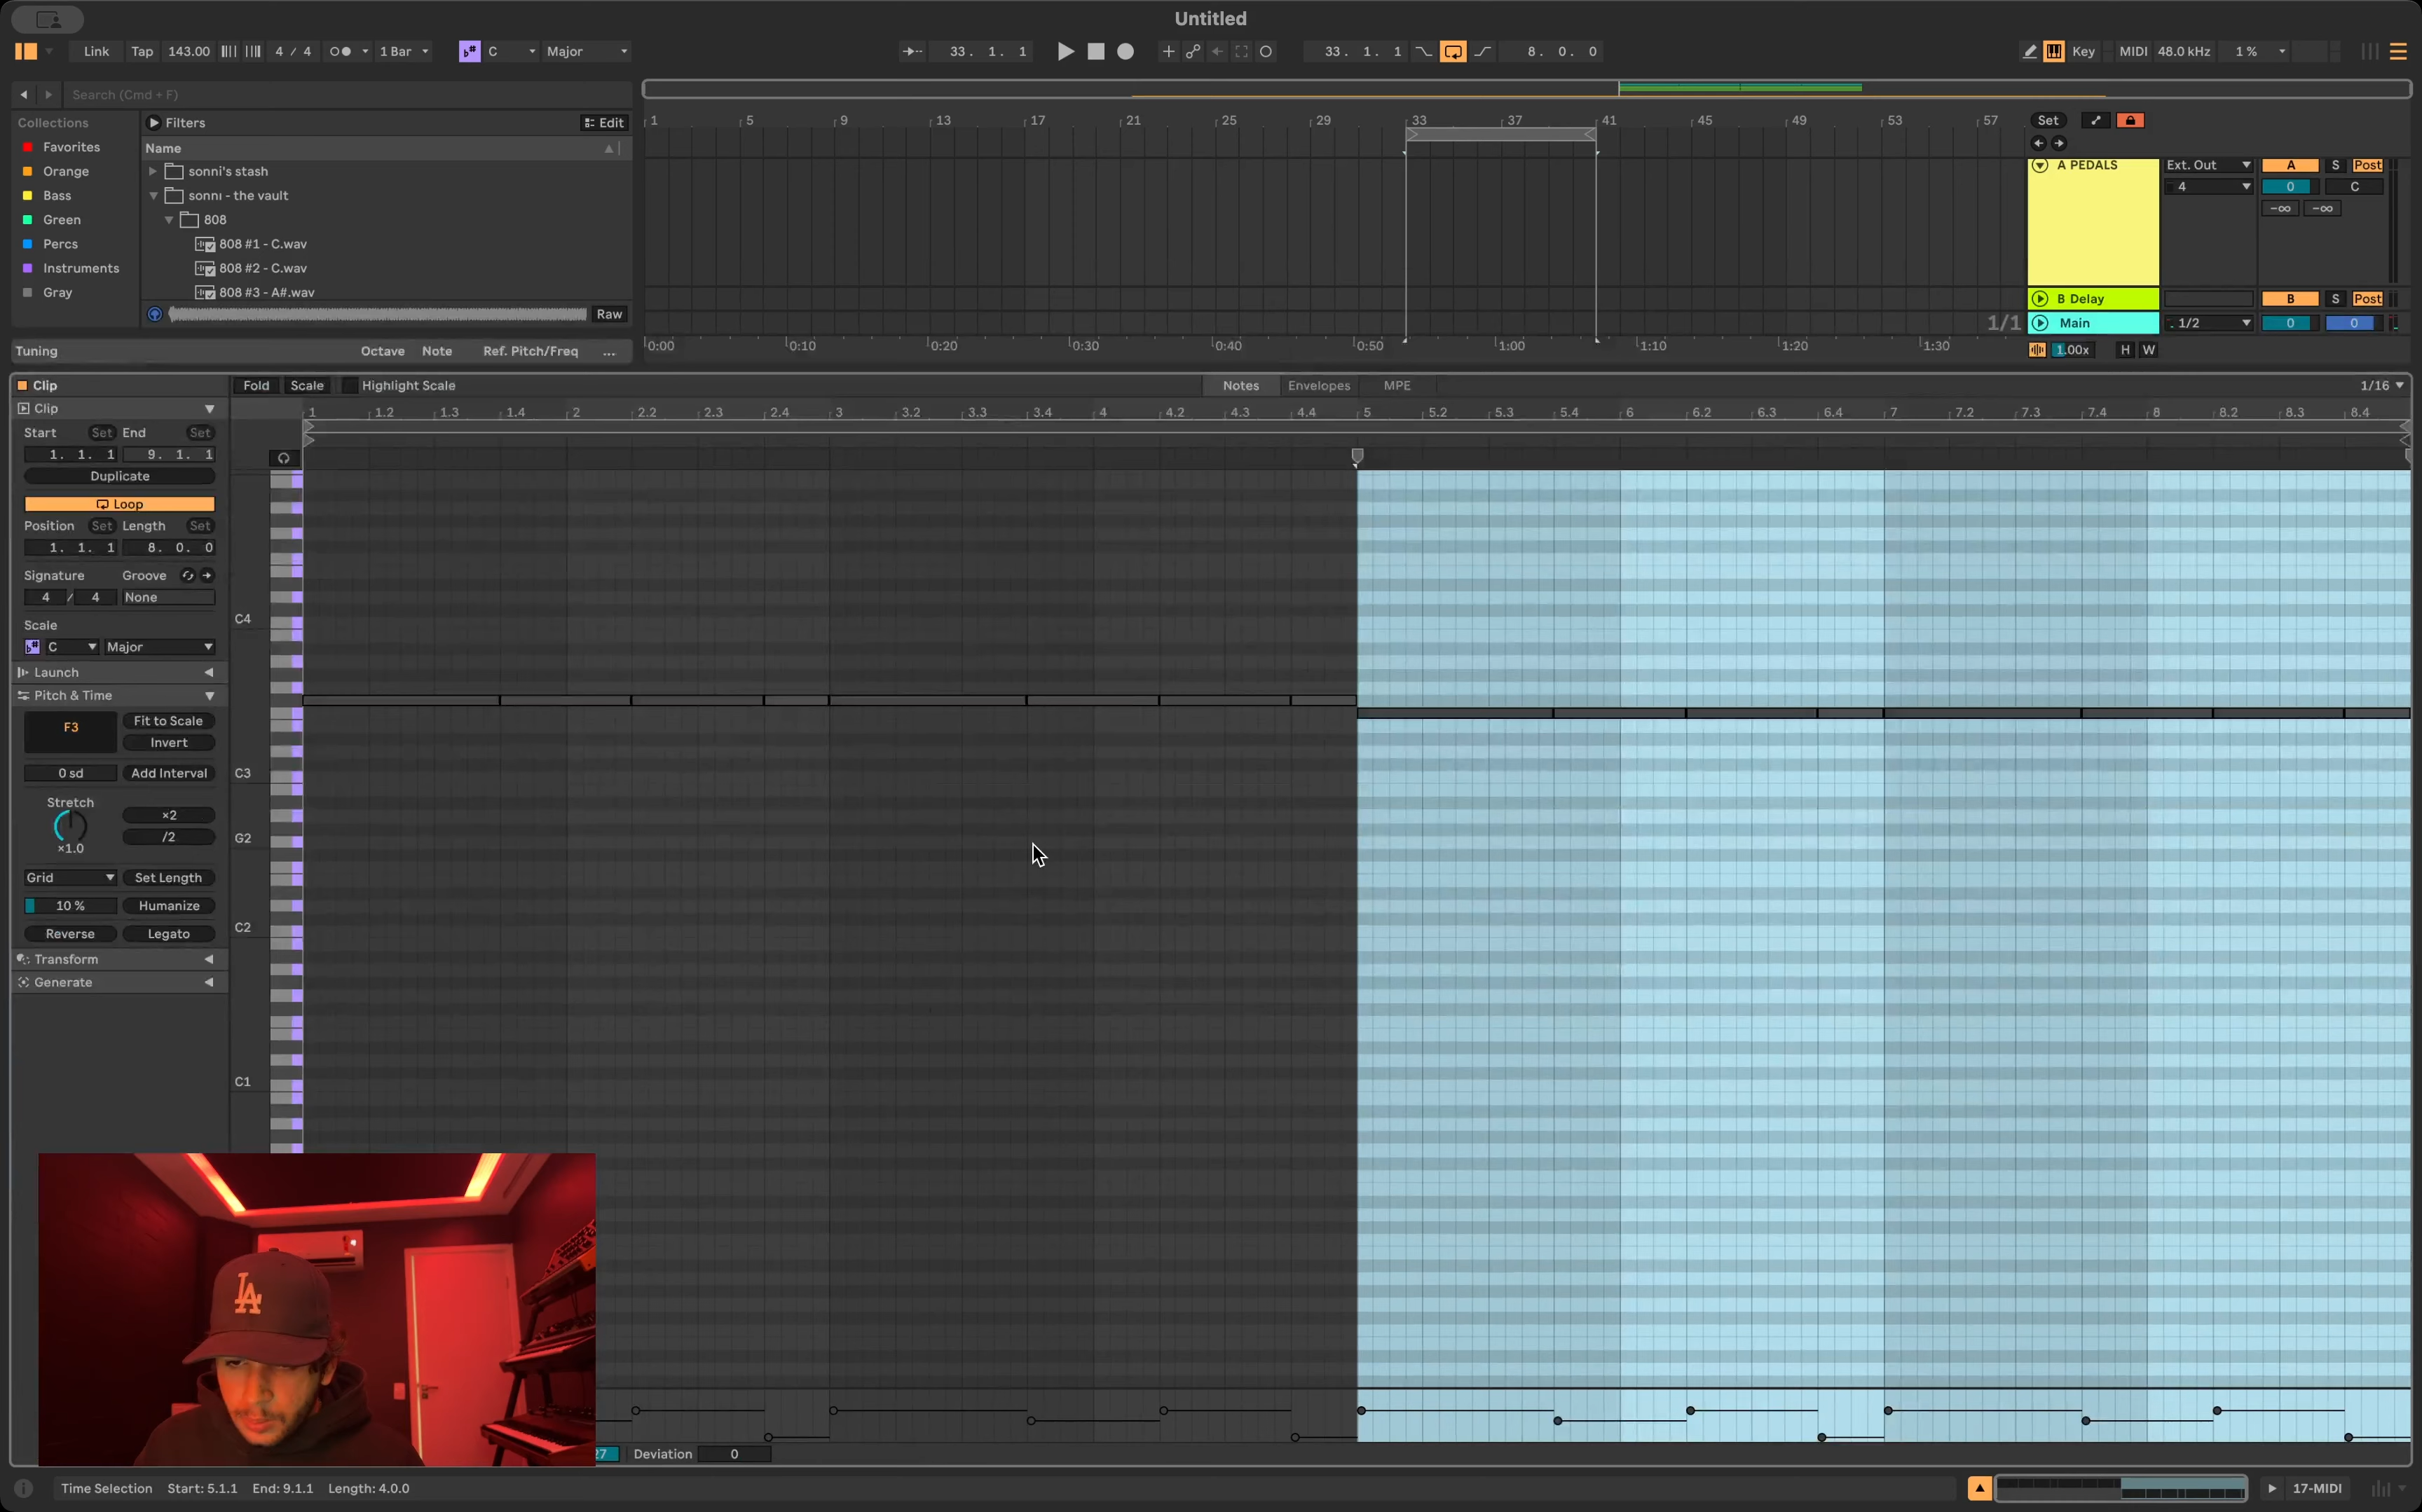 Untitled
Link Tap 143.00 4 / 4 1 Bar C Major 33. 1. 1 33. 1. 1 8. 0. 0 Key MIDI 48.0 kHz 1 %
Search (Cmd + F)
Collections Filters Edit
Favorites Name
Orange sonni's stash
Bass sonni - the vault
Green 808
Percs 808 #1 - C.wav
Instruments 808 #2 - C.wav
Gray 808 #3 - A#.wav
Raw
Tuning Octave Note Ref. Pitch/Freq ...
1 5 9 13 17 21 25 29 33 37 41 45 49 53 57 Set
A PEDALS Ext. Out A S Post
4 0 C
-∞ -∞
B Delay B S Post
1/1 Main 1/2 0 0
0:00 0:10 0:20 0:30 0:40 0:50 1:00 1:10 1:20 1:30 1.00x H W
Clip Fold Scale Highlight Scale Notes Envelopes MPE 1/16
Clip
1 1.2 1.3 1.4 2 2.2 2.3 2.4 3 3.2 3.3 3.4 4 4.2 4.3 4.4 5 5.2 5.3 5.4 6 6.2 6.3 6.4 7 7.2 7.3 7.4 8 8.2 8.3 8.4
Start Set End Set
1. 1. 1 9. 1. 1
Duplicate
Loop
Position Set Length Set
1. 1. 1 8. 0. 0
Signature Groove
4 / 4 None
Scale
C Major
Launch
Pitch & Time
F3 Fit to Scale
Invert
0 sd Add Interval
Stretch
×2
/2
×1.0
Grid Set Length
10 % Humanize
Reverse Legato
Transform
Generate
C4
C3
G2
C2
C1
LA
27 Deviation 0
Time Selection Start: 5.1.1 End: 9.1.1 Length: 4.0.0 17-MIDI